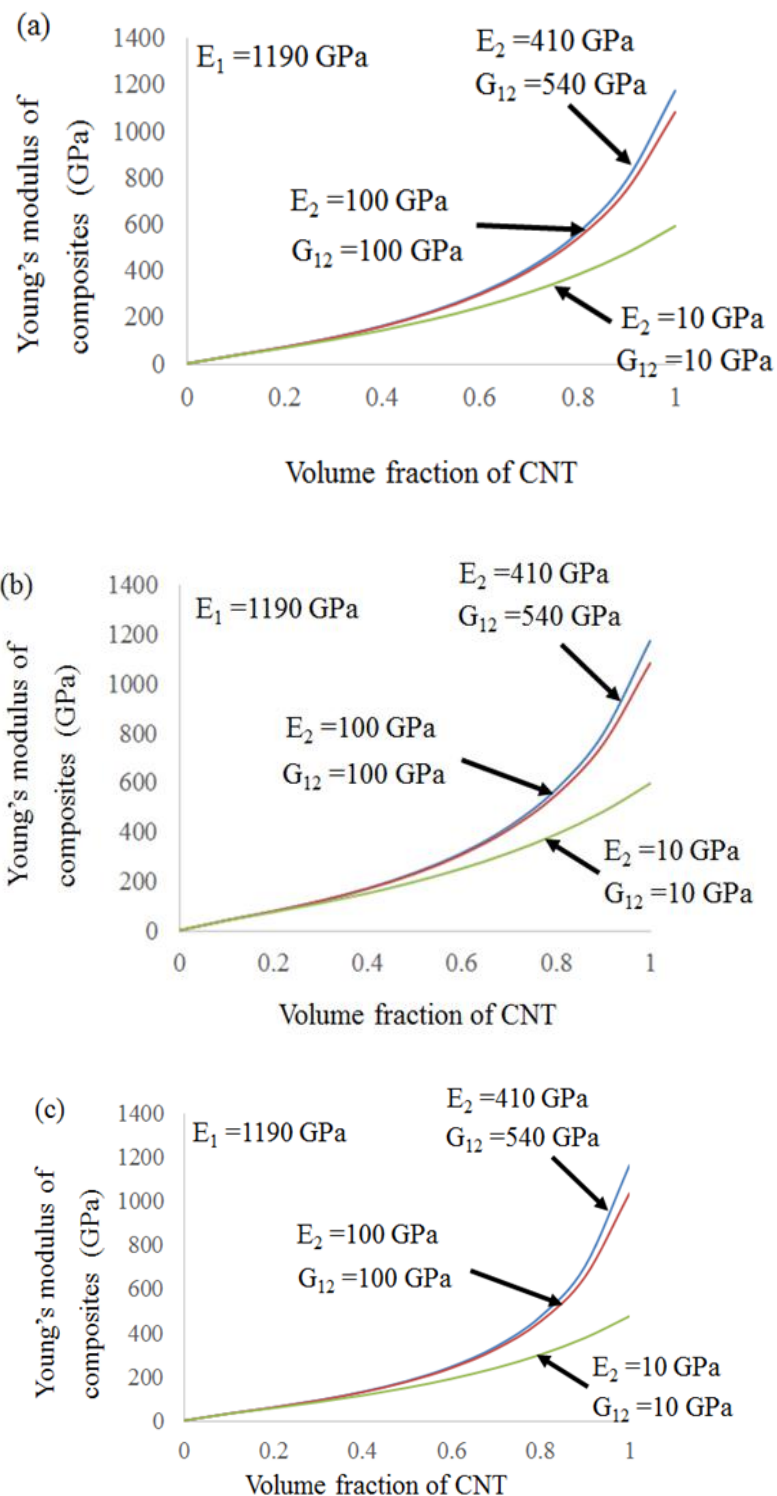 (a)
Young's modulus of
composites (GPa)
1400
1200
1000
800
600
400
200
0
E₁ =1190 GPa
E₂ =410 GPa
G₁₂ =540 GPa
E₂ =100 GPa
G₁₂ =100 GPa
E₂ =10 GPa
G₁₂ =10 GPa
0 0.2 0.4 0.6 0.8 1
Volume fraction of CNT
(b)
Young's modulus of
composites (GPa)
1400
1200
1000
800
600
400
200
0
E₁ =1190 GPa
E₂ =410 GPa
G₁₂ =540 GPa
E₂ =100 GPa
G₁₂ =100 GPa
E₂ =10 GPa
G₁₂ =10 GPa
0 0.2 0.4 0.6 0.8 1
Volume fraction of CNT
(c)
Young's modulus of
composites (GPa)
1400
1200
1000
800
600
400
200
0
E₁ =1190 GPa
E₂ =410 GPa
G₁₂ =540 GPa
E₂ =100 GPa
G₁₂ =100 GPa
E₂ =10 GPa
G₁₂ =10 GPa
0 0.2 0.4 0.6 0.8 1
Volume fraction of CNT